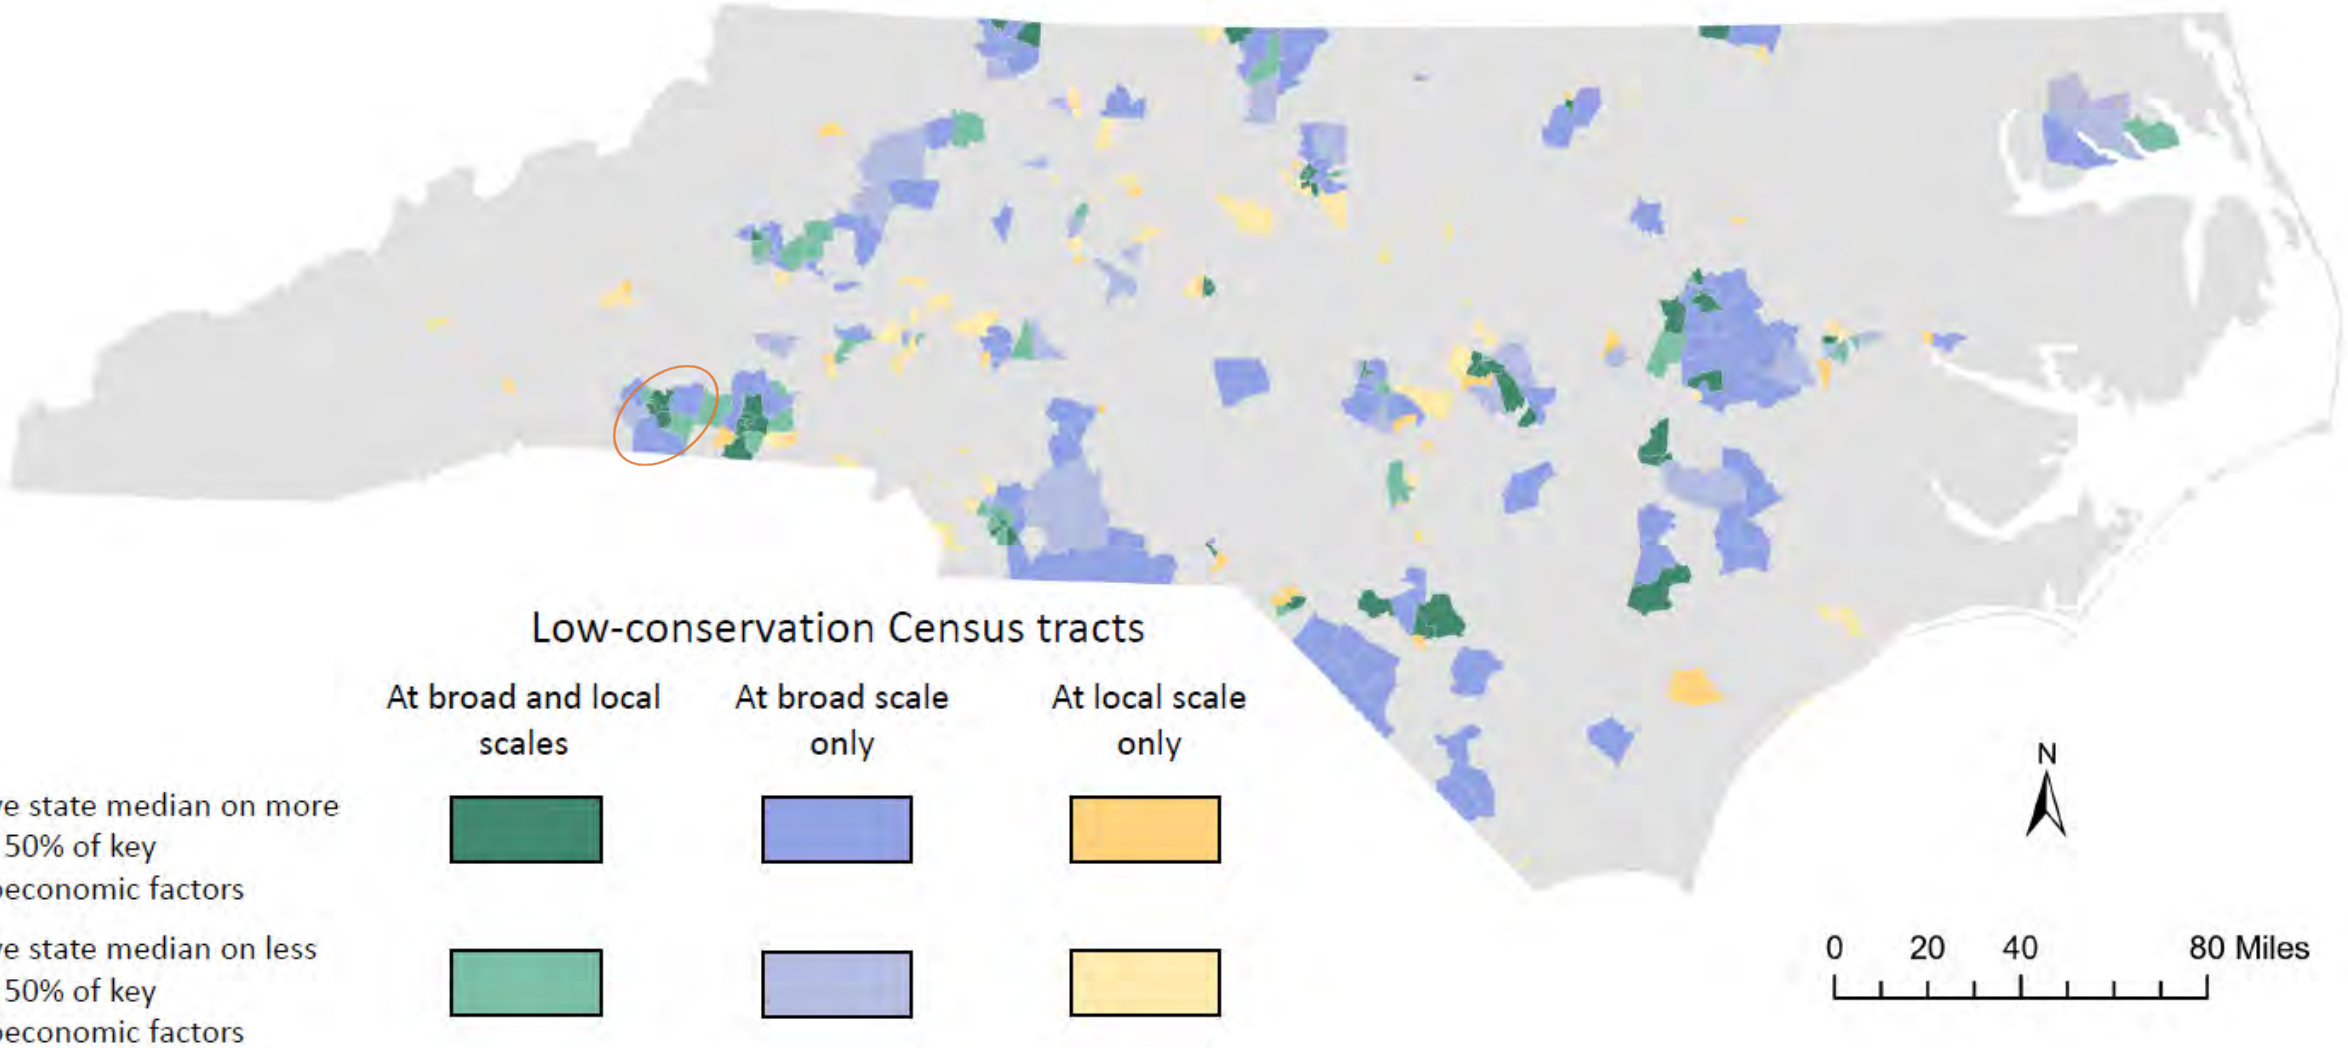 Low-conservation Census tracts
At broad and local
scales
At broad scale
only
At local scale
only
ve state median on more
50% of key
economic factors
ve state median on less
50% of key
economic factors
N
0 20 40 80 Miles